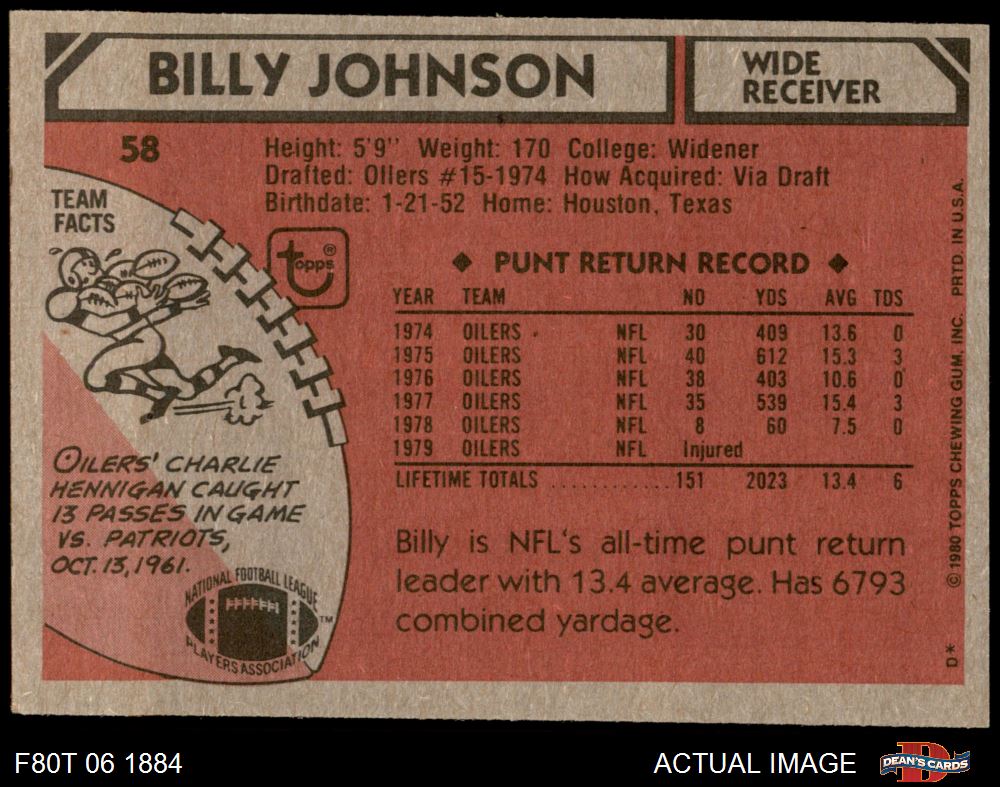 BILLY JOHNSON
WIDE
RECEIVER
58
Height: 5'9" Weight: 170 College: Widener
Drafted: Oilers #15-1974 How Acquired: Via Draft
Birthdate: 1-21-52 Home: Houston, Texas
TEAM
FACTS
topps®
◆ PUNT RETURN RECORD ◆
YEAR TEAM NO YDS AVG TDS
1974 OILERS NFL 30 409 13.6 0
1975 OILERS NFL 40 612 15.3 3
1976 OILERS NFL 38 403 10.6 0
1977 OILERS NFL 35 539 15.4 3
1978 OILERS NFL 8 60 7.5 0
1979 OILERS NFL Injured
LIFETIME TOTALS ............151 2023 13.4 6
OILERS' CHARLIE
HENNIGAN CAUGHT
13 PASSES IN GAME
VS. PATRIOTS,
OCT. 13, 1961.
NATIONAL FOOTBALL LEAGUE
PLAYERS ASSOCIATION
TM
Billy is NFL's all-time punt return
leader with 13.4 average. Has 6793
combined yardage.
D* © 1980 TOPPS CHEWING GUM, INC. PRTD. IN U.S.A.
F80T 06 1884
ACTUAL IMAGE
DEAN'S CARDS